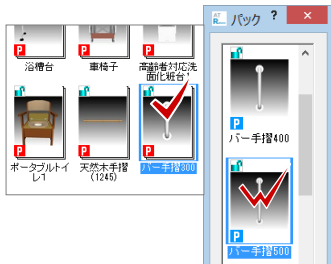 浴槽台
車椅子
高齢者対応洗
面化粧台1
ポータブルトイ
レ1
天然木手摺
(1245)
バー手摺300
パック
?
×
P
バー手摺400
P
バー手摺500
P
P
P
P
P
P